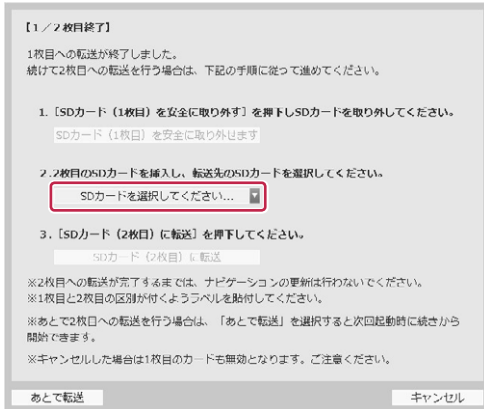 【1/2枚目終了】
1枚目への転送が終了しました。
続けて2枚目への転送を行う場合は、下記の手順に従って進めてください。
1.［SDカード（1枚目）を安全に取り外す］を押下しSDカードを取り外してください。
SDカード（1枚目）を安全に取り外せます
2.2枚目のSDカードを挿入し、転送先のSDカードを選択してください。
SDカードを選択してください...
3.［SDカード（2枚目）に転送］を押下してください。
SDカード（2枚目）に転送
※2枚目への転送が完了するまでは、ナビゲーションの更新は行わないでください。
※1枚目と2枚目の区別が付くようラベルを貼付してください。
※あとで2枚目への転送を行う場合は、「あとで転送」を選択すると次回起動時に続きから
開始できます。
※キャンセルした場合は1枚目のカードも無効となります。ご注意ください。
あとで転送
キャンセル